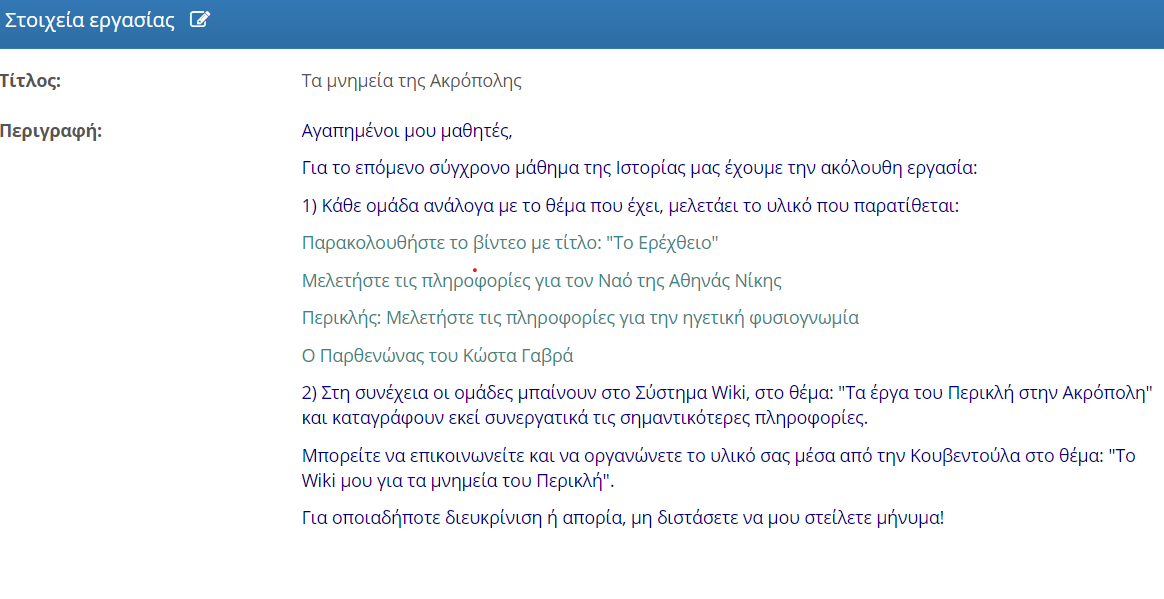 Στοιχεία εργασίας
Τίτλος:
Τα μνημεία της Ακρόπολης
Περιγραφή:
Αγαπημένοι μου μαθητές,
Για το επόμενο σύγχρονο μάθημα της Ιστορίας μας έχουμε την ακόλουθη εργασία:
1) Κάθε ομάδα ανάλογα με το θέμα που έχει, μελετάει το υλικό που παρατίθεται:
Παρακολουθήστε το βίντεο με τίτλο: "Το Ερέχθειο"
Μελετήστε τις πληροφορίες για τον Ναό της Αθηνάς Νίκης
Περικλής: Μελετήστε τις πληροφορίες για την ηγετική φυσιογνωμία
Ο Παρθενώνας του Κώστα Γαβρά
2) Στη συνέχεια οι ομάδες μπαίνουν στο Σύστημα Wiki, στο θέμα: "Τα έργα του Περικλή στην Ακρόπολη"
και καταγράφουν εκεί συνεργατικά τις σημαντικότερες πληροφορίες.
Μπορείτε να επικοινωνείτε και να οργανώνετε το υλικό σας μέσα από την Κουβεντούλα στο θέμα: "Το
Wiki μου για τα μνημεία του Περικλή".
Για οποιαδήποτε διευκρίνιση ή απορία, μη διστάσετε να μου στείλετε μήνυμα!